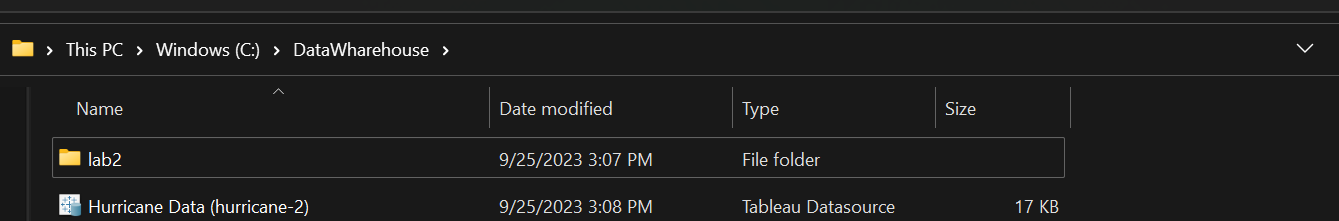 This PC > Windows (C:) > DataWharehouse >
Name Date modified Type Size
lab2 9/25/2023 3:07 PM File folder
Hurricane Data (hurricane-2) 9/25/2023 3:08 PM Tableau Datasource 17 KB